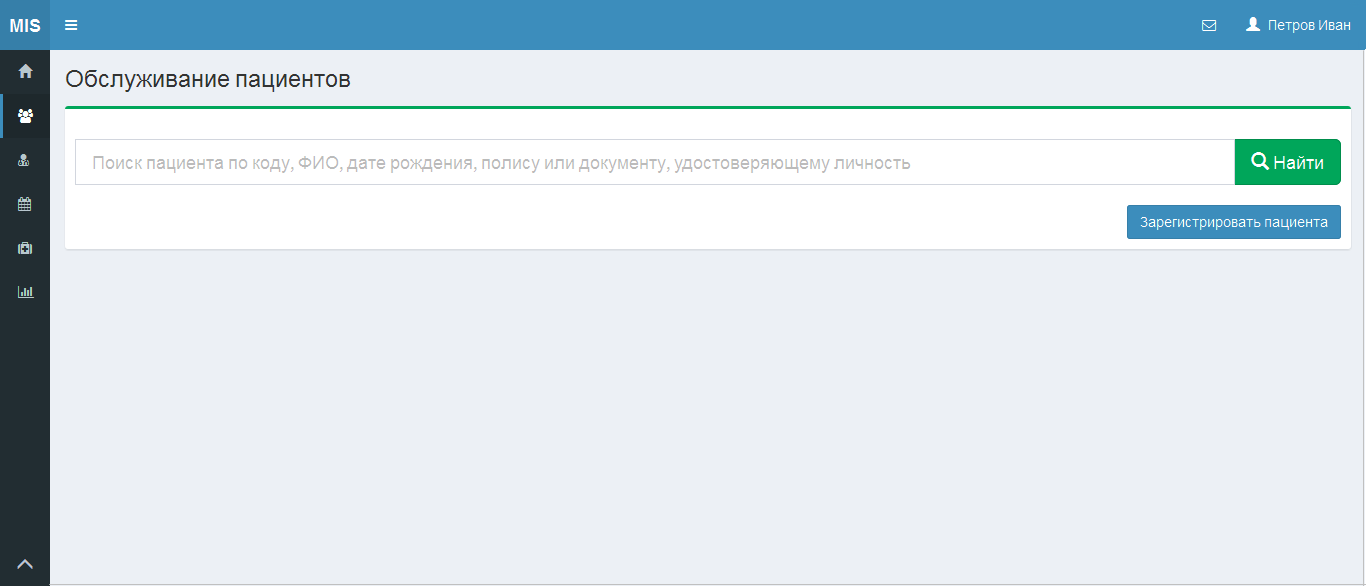 MIS
Петров Иван
Обслуживание пациентов
Поиск пациента по коду, ФИО, дате рождения, полису или документу, удостоверяющему личность
Найти
Зарегистрировать пациента